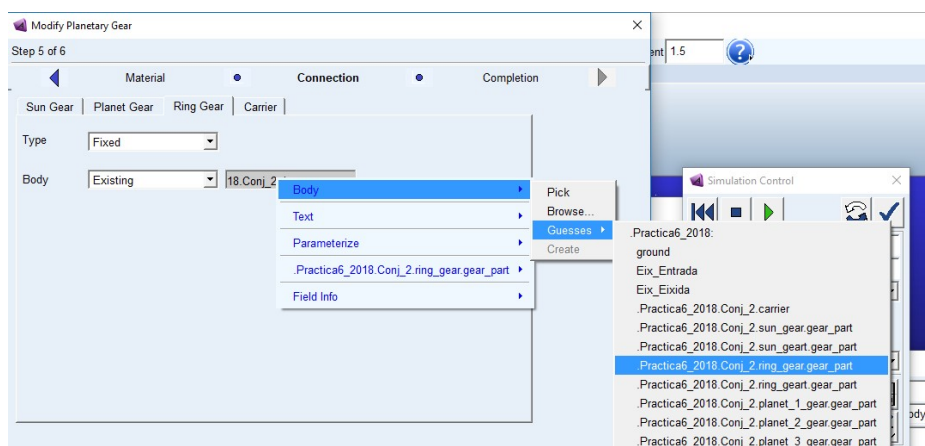 Modify Planetary Gear
Step 5 of 6
ent 1.5 ?
Material Connection Completion
Sun Gear Planet Gear Ring Gear Carrier
Type Fixed
Body Existing 18.Conj_2
Simulation Control
Body
Text
Parameterize
.Practica6_2018.Conj_2.ring_gear.gear_part
Field Info
Pick
Browse...
Guesses
Create
.Practica6_2018:
ground
Eix_Entrada
Eix_Eixida
.Practica6_2018.Conj_2.carrier
.Practica6_2018.Conj_2.sun_gear.gear_part
.Practica6_2018.Conj_2.sun_geart.gear_part
.Practica6_2018.Conj_2.ring_gear.gear_part
.Practica6_2018.Conj_2.ring_geart.gear_part
.Practica6_2018.Conj_2.planet_1_gear.gear_part
.Practica6_2018.Conj_2.planet_2_gear.gear_part
.Practica6_2018.Conj_2.planet_3_gear.gear_part
ody